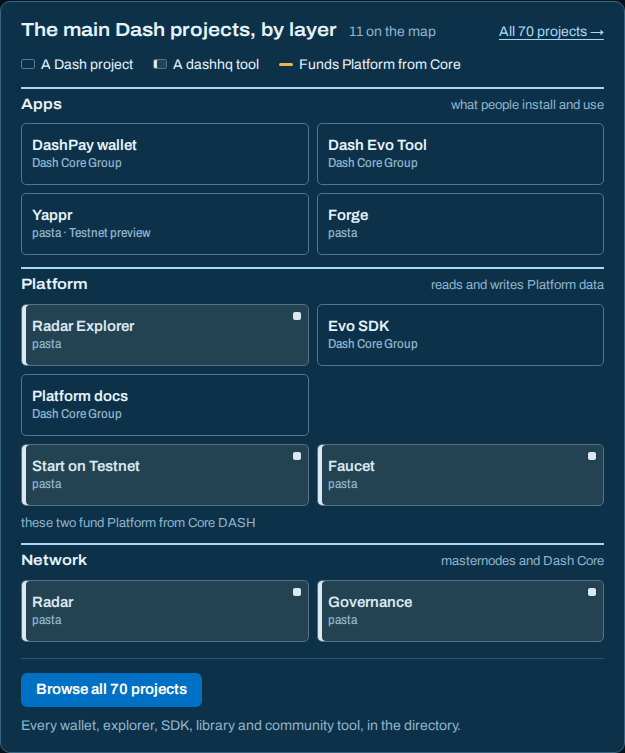 The main Dash projects, by layer 11 on the map All 70 projects →
A Dash project A dashhq tool Funds Platform from Core
Apps what people install and use
DashPay wallet
Dash Core Group
Dash Evo Tool
Dash Core Group
Yappr
pasta · Testnet preview
Forge
pasta
Platform reads and writes Platform data
Radar Explorer
pasta
Evo SDK
Dash Core Group
Platform docs
Dash Core Group
Start on Testnet
pasta
Faucet
pasta
these two fund Platform from Core DASH
Network masternodes and Dash Core
Radar
pasta
Governance
pasta
Browse all 70 projects
Every wallet, explorer, SDK, library and community tool, in the directory.